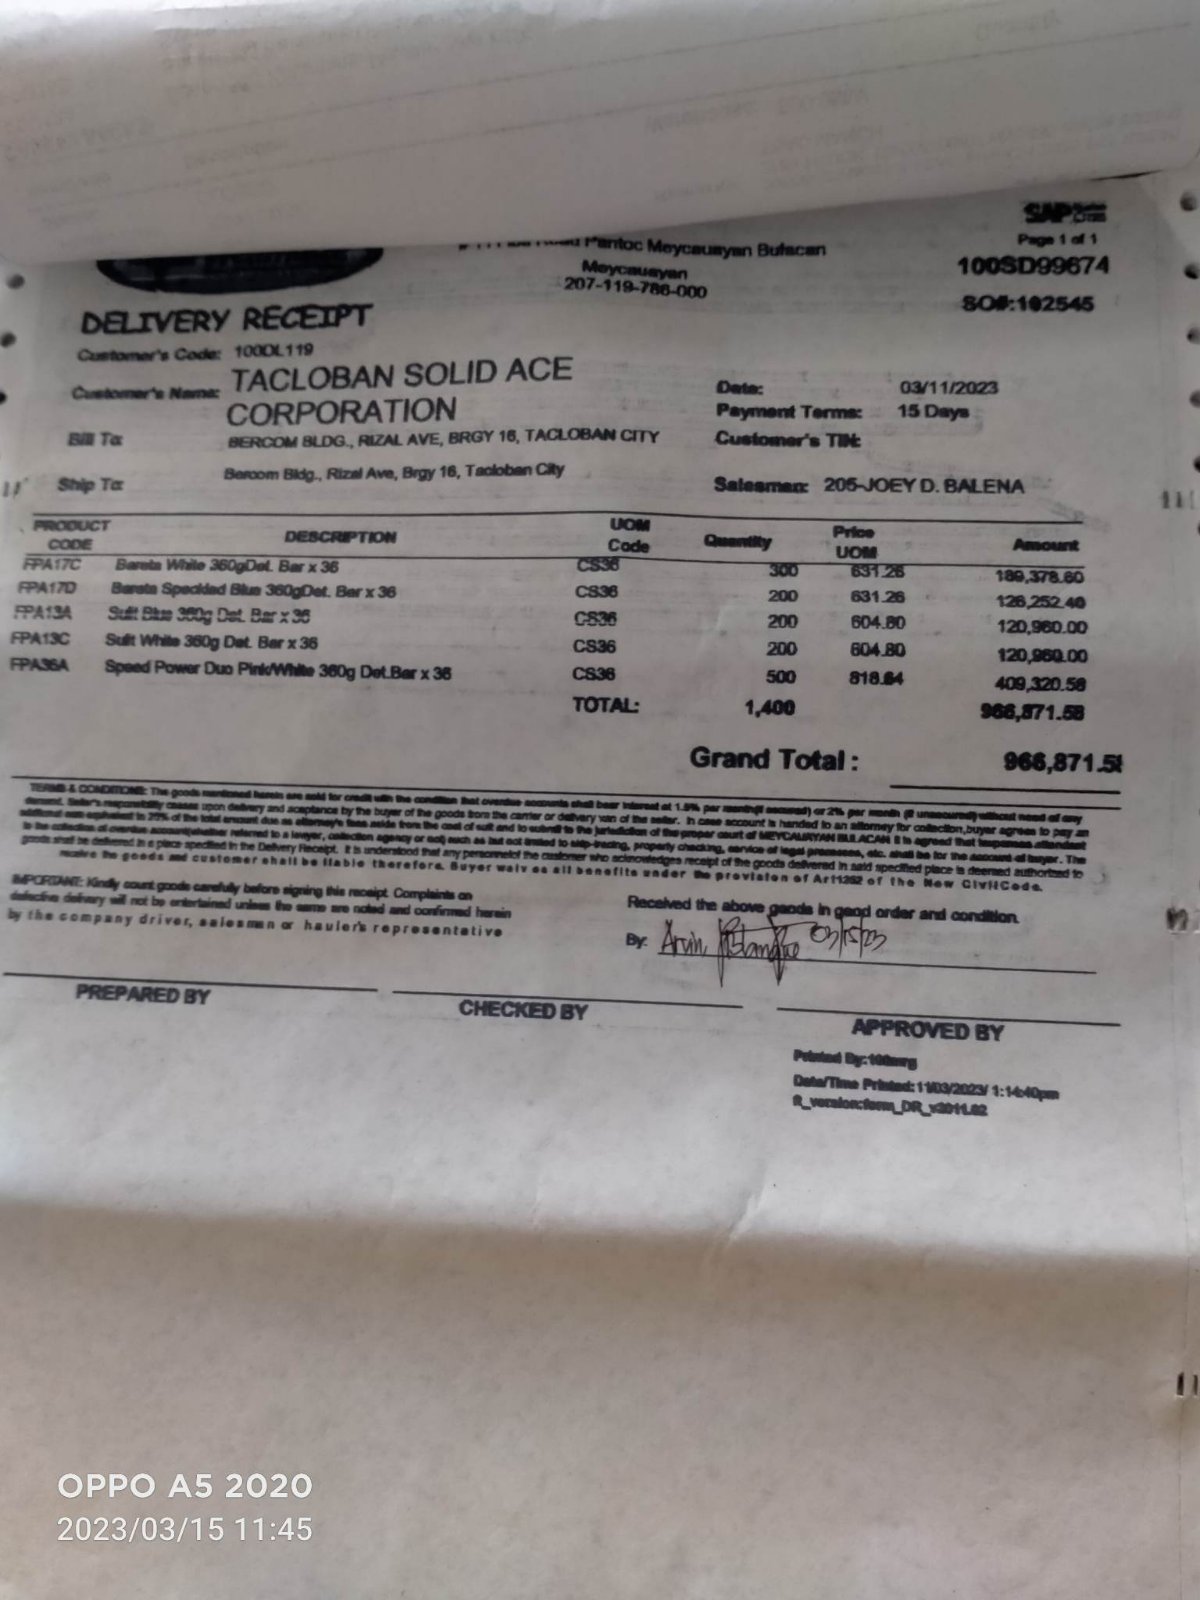 Pantoc Meycauayan Bulacan
Meycauayan
207-119-786-000
SAP
Page 1 of 1
100SD99674
SO#:102545
DELIVERY RECEIPT
Customer's Code: 100DL119
Customer's Name: TACLOBAN SOLID ACE CORPORATION
Bill To: BERCOM BLDG., RIZAL AVE, BRGY 16, TACLOBAN CITY
Ship To: Bercom Bldg., Rizal Ave, Brgy 16, Tacloban City
Date: 03/11/2023
Payment Terms: 15 Days
Customer's TIN:
Salesman: 205-JOEY D. BALENA
PRODUCT CODE DESCRIPTION UOM Code Quantity Price UOM Amount
FPA17C Bareta White 360gDet. Bar x 36 CS36 300 631.26 189,378.60
FPA17D Bareta Speckled Blue 360gDet. Bar x 36 CS36 200 631.26 126,252.40
FPA13A Sulit Blue 360g Det. Bar x 36 CS36 200 604.80 120,960.00
FPA13C Sulit White 360g Det. Bar x 36 CS36 200 604.80 120,960.00
FPA36A Speed Power Duo Pink/White 360g Det.Bar x 36 CS36 500 818.64 409,320.58
TOTAL: 1,400 966,871.58
Grand Total : 966,871.58
TERMS & CONDITIONS: The goods mentioned herein are sold for credit with the condition that overdue accounts shall bear interest at 1.5% per month(if secured) or 2% per month (if unsecured)without need of any
demand. Seller's responsibility ceases upon delivery and aceptance by the buyer of the goods from the carrier or delivery van of the seller. In case account is handed to an attorney for collection,buyer agrees to pay an
additional sum equivalent to 25% of the total amount due as attorney's fees aside from the cost of suit and to submit to the jurisdiction of the proper court of MEYCAUAYAN BULACAN it is agreed that expenses attendant
to the collection of overdue account(whether referred to a lawyer, collection agency or not) such as but not limited to skip-tracing, property checking, service of legal processes, etc. shall be for the account of buyer. The
goods shall be delivered in a place specified in the Delivery Receipt. It is understood that any personnel of the customer who acknowledges receipt of the goods delivered in said specified place is deemed authorized to
receive the goods and customer shall be liable therefore. Buyer waives all benefits under the provision of Art1252 of the New CivilCode.
IMPORTANT: Kindly count goods carefully before signing this receipt. Complaints on
defective delivery will not be entertained unless the same are noted and confirmed herein
by the company driver, salesman or hauler's representative
Received the above goods in good order and condition.
By: Arvin 03/15/23
PREPARED BY
CHECKED BY
APPROVED BY
Printed By:
Date/Time Printed: 11/03/2023/ 1:14:40pm
R_version:form_DR_v2011.02
OPPO A5 2020
2023/03/15 11:45